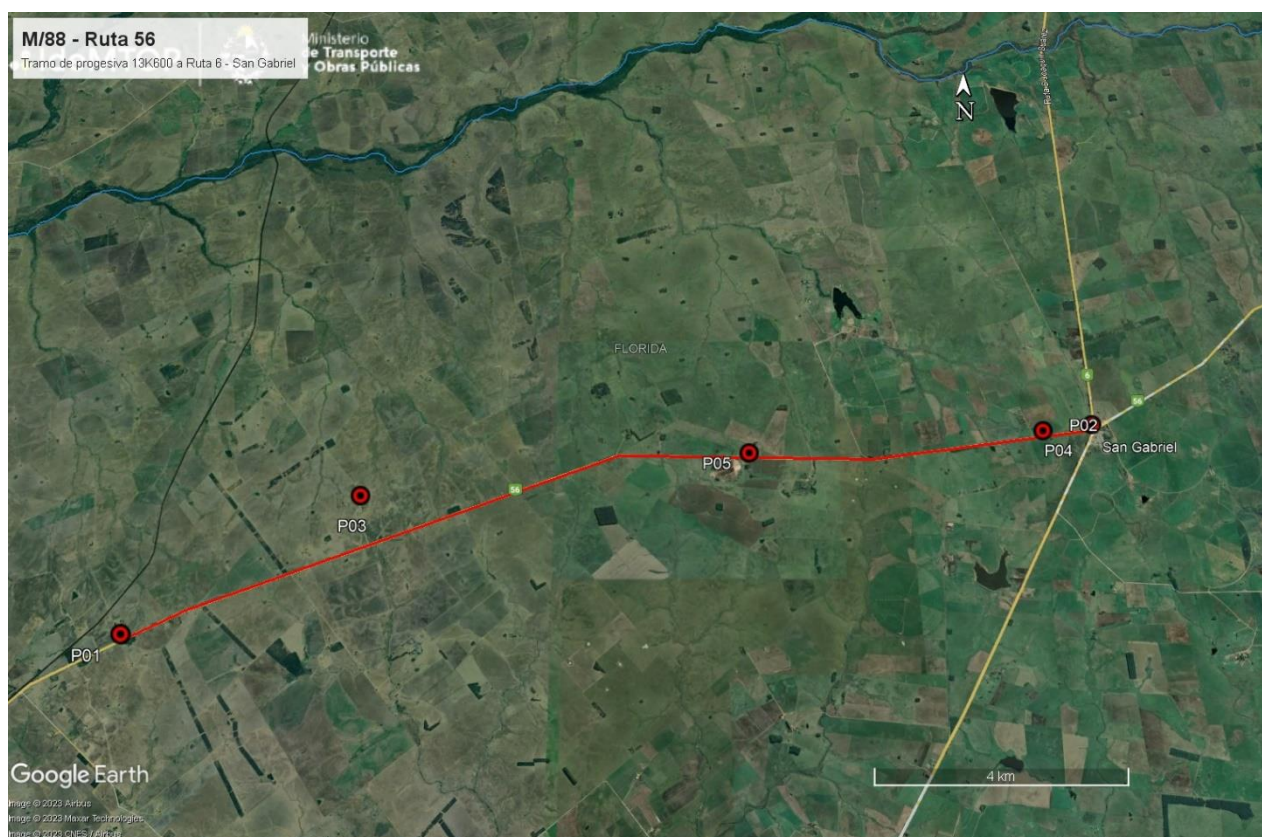 M/88 - Ruta 56
Tramo de progesiva 13K600 a Ruta 6 - San Gabriel
Ministerio
de Transporte
y Obras Públicas
N
FLORIDA
6
56
P02
P04
San Gabriel
P05
56
P03
P01
Google Earth
4 km
Image © 2023 Airbus
Image © 2023 Maxar Technologies
Image © 2023 CNES / Airbus